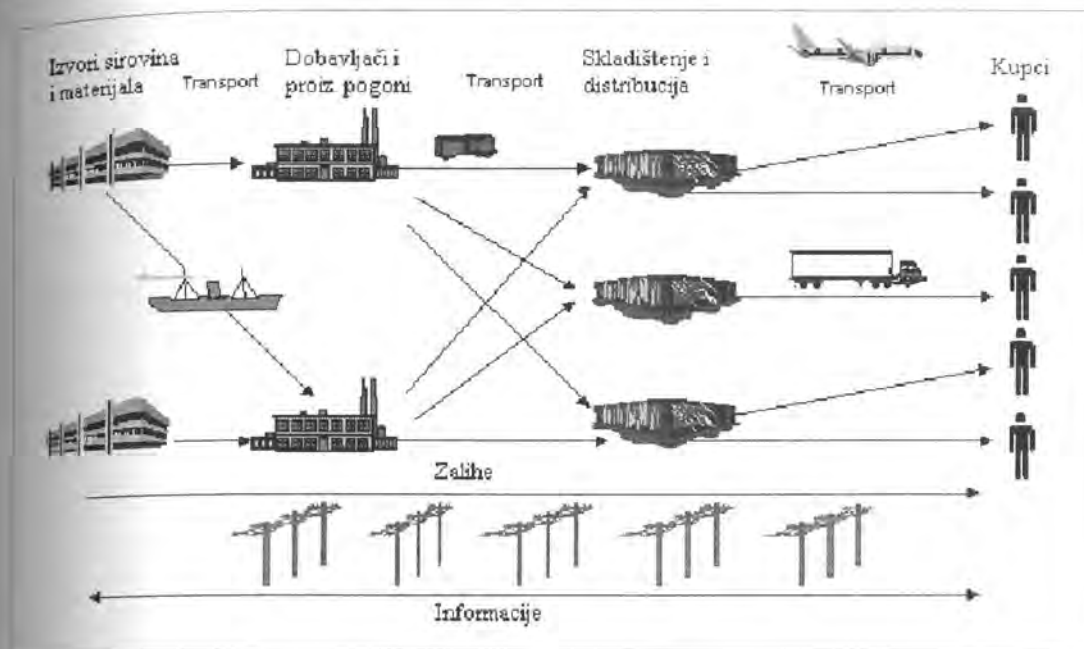 Izvori sirovina
i materijala
Transport
Dobavljači i
proiz. pogoni
Transport
Skladištenje i
distribucija
Transport
Kupci
Zalihe
Informacije